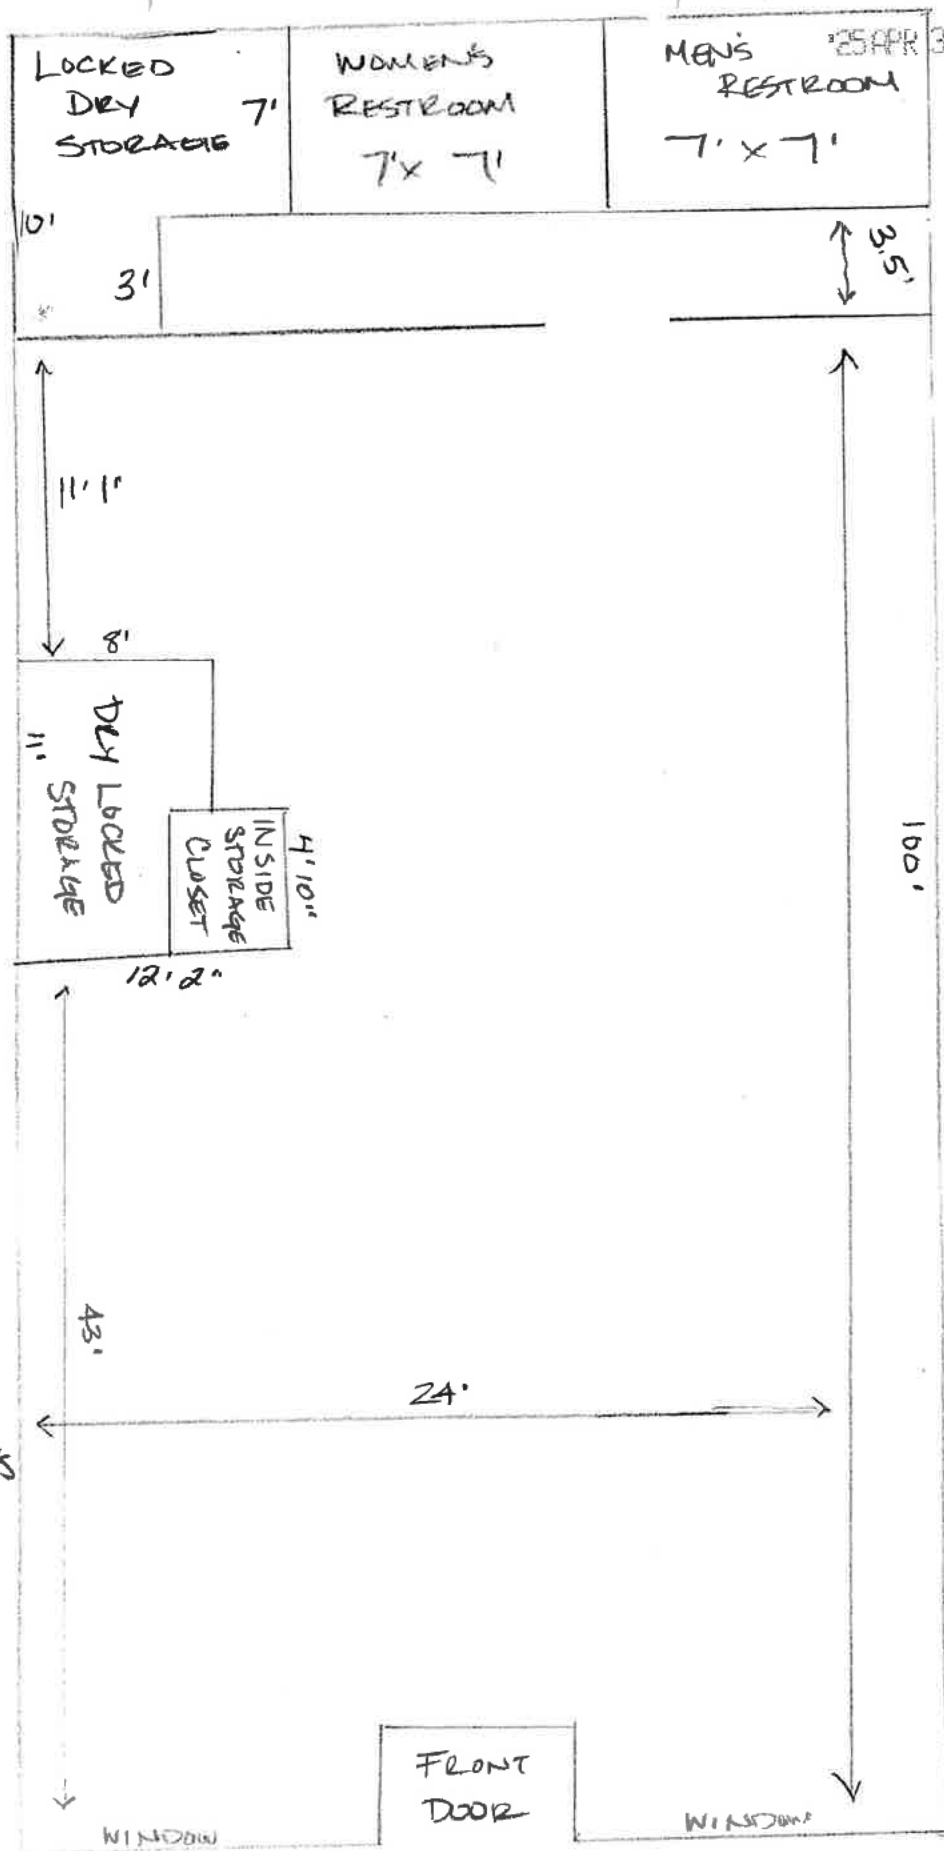 LOCKED
DRY
STORAGE
7'
WOMEN'S
RESTROOM
7' x 7'
MEN'S
RESTROOM
7' x 7'
'25 APR 3
10'
3'
3.5'
11' 1"
8'
DRY LOCKED
STORAGE
11'
INSIDE
STORAGE
CLOSET
4' 10"
12' 2"
100'
43'
24'
FRONT
DOOR
WINDOW
WINDOW